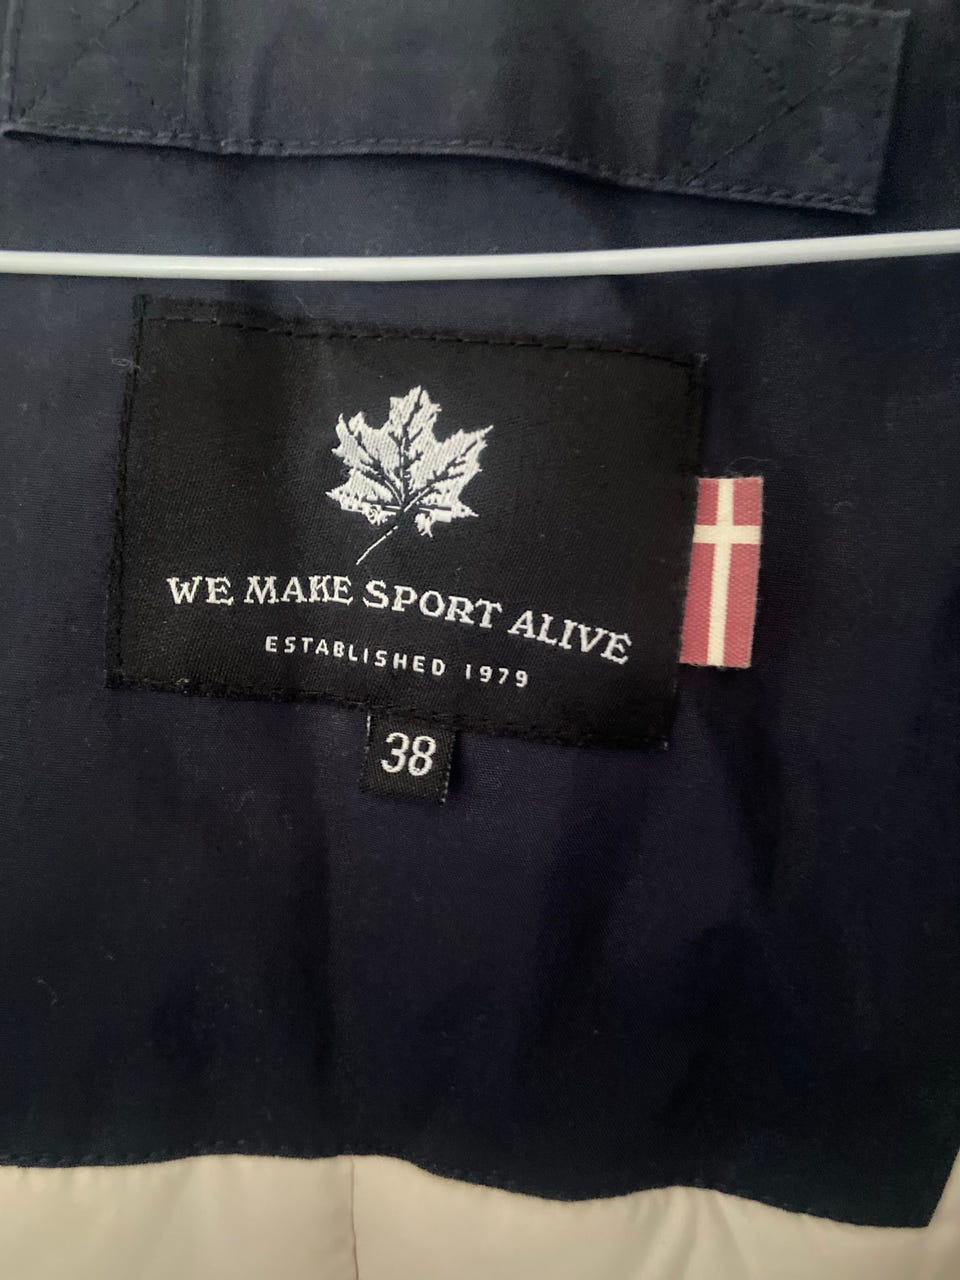 WE MAKE SPORT ALIVE
ESTABLISHED 1979
38